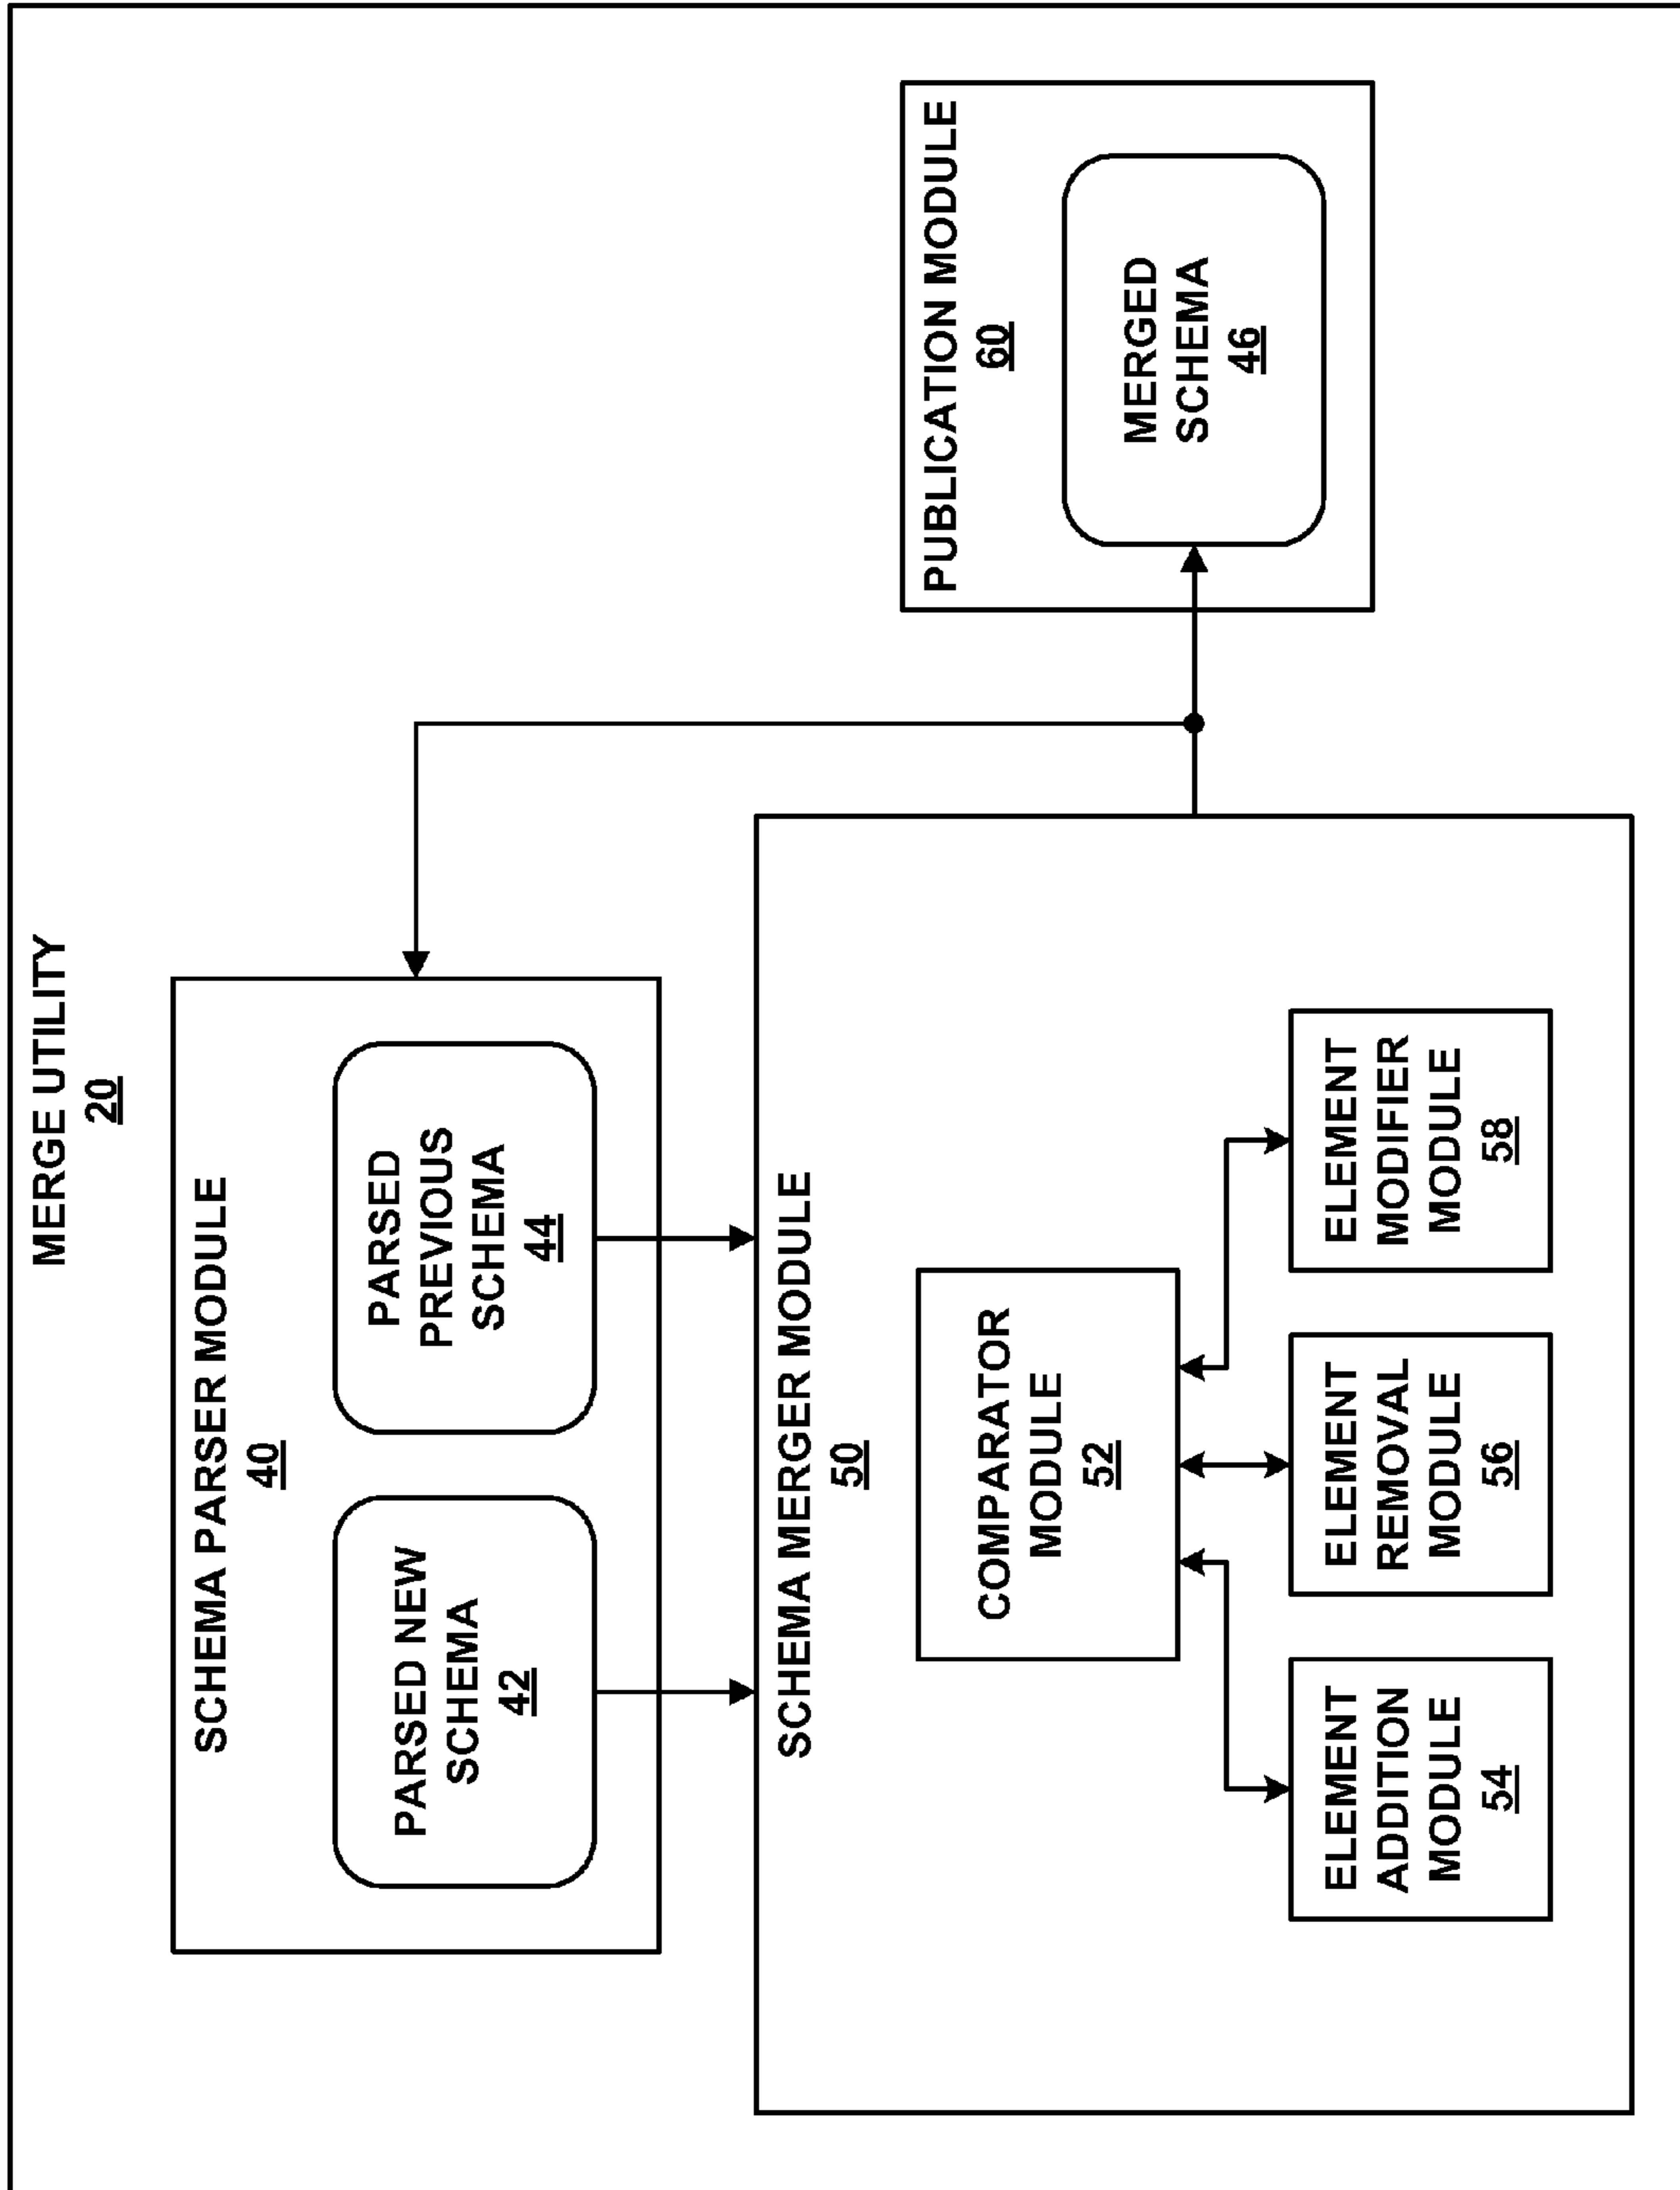 MERGE UTILITY
20
SCHEMA PARSER MODULE
40
PARSED NEW
SCHEMA
42
PARSED
PREVIOUS
SCHEMA
44
SCHEMA MERGER MODULE
50
COMPARATOR
MODULE
52
ELEMENT
ADDITION
MODULE
54
ELEMENT
REMOVAL
MODULE
56
ELEMENT
MODIFIER
MODULE
58
PUBLICATION MODULE
60
MERGED
SCHEMA
46